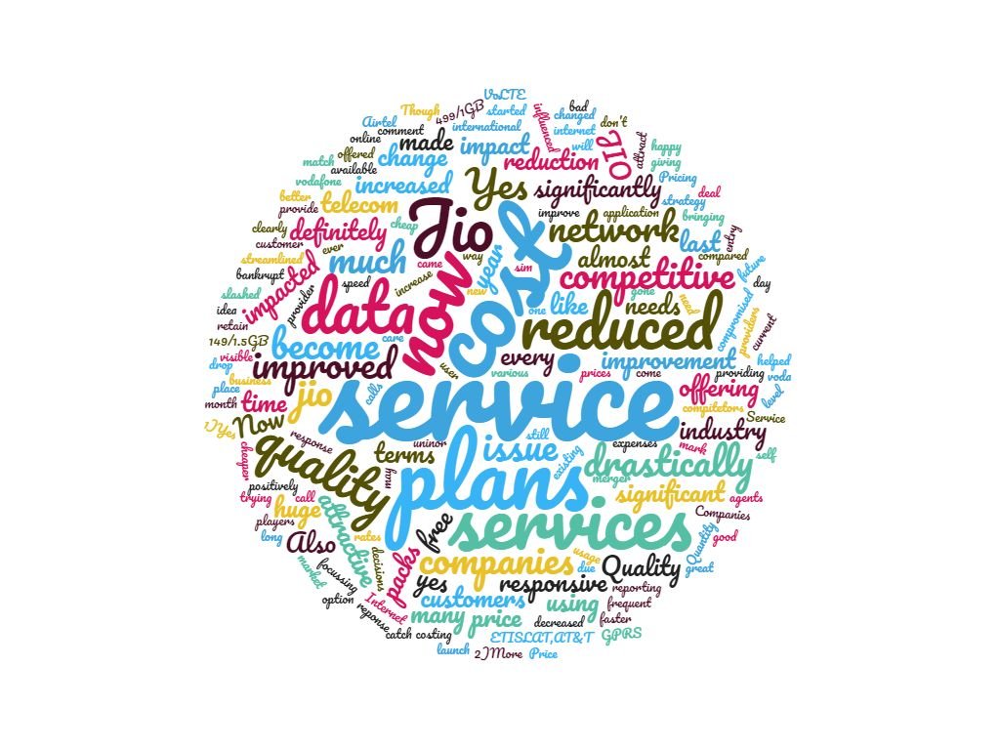 VoLTE
Though
499/1GB
started
bad
changed
Airtel
comment
international
influenced
internet
don't
online
made
impact
will
JIO
attract
happy
match
offered
available
change
reduction
giving
vodafone
increased
Yes
significantly
Pricing
deal
better
provide
telecom
Jio
improve
application
strategy
bringing
clearly
definitely
cheap
cost
network
last
entry
customer
ever
way
year
almost
compared
streamlined
much
came
sim
competitive
future
bankrupt
impacted
speed
increase
now
new
gone
need
day
slashed
provider
data
one
like
needs
compromised
idea
reduced
providers
current
retain
149/1.5GB
become
care
visible
drop
improved
user
every
improvement
helped
business
various
prices
come
providing
voda
place
calls
service
offering
level
month
time
jio
competitors
Service
1)Yes
Now
response
uninor
still
industry
cheaper
quality
terms
issue
existing
expenses
mark
self
may
plans
merger
drastically
positively
trying
call
significant
agents
huge
attractive
free
services
Companies
players
long
Also
rates
Quantity
good
decisions
packs
companies
usage
due
Quality
great
market
focussing
yes
responsive
reporting
option
Internet
customers
using
frequent
reponse
many
price
decreased
faster
catch
costing
ETISLAT,AT&T
GPRS
launch
2)More
Price